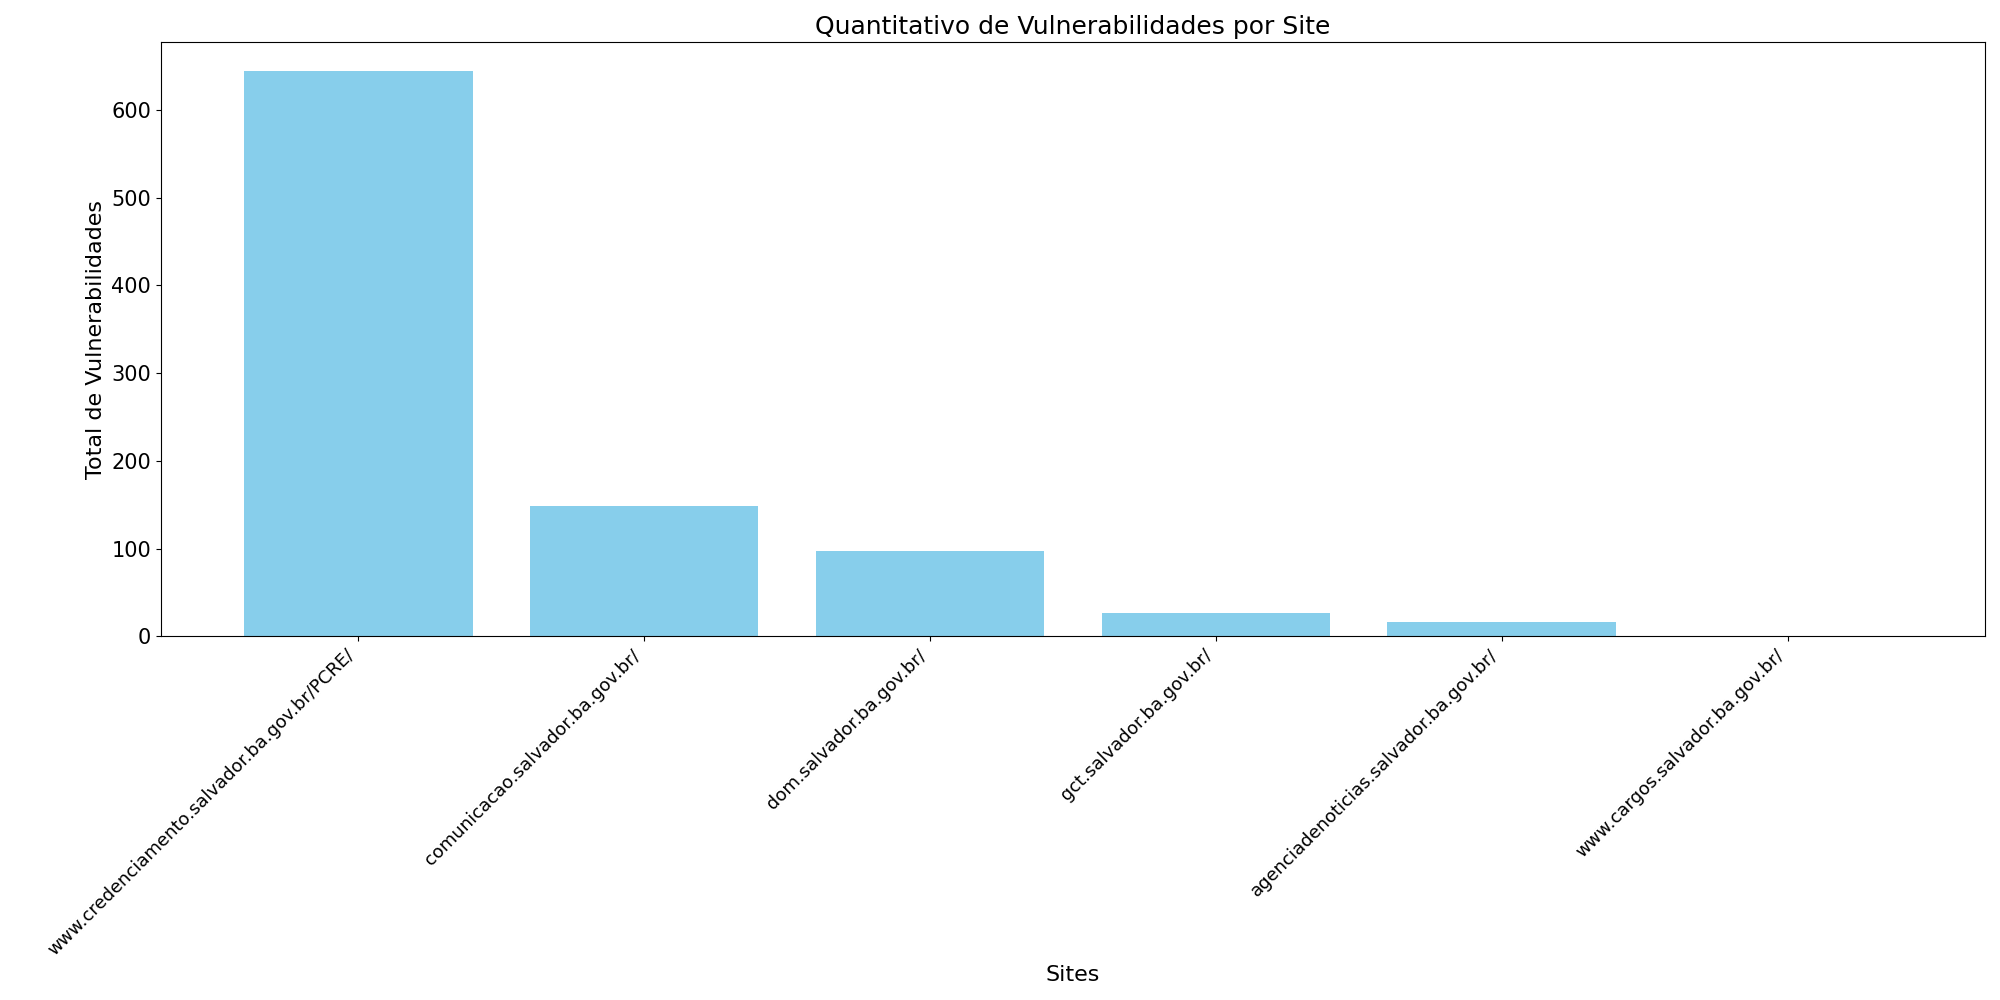 Quantitativo de Vulnerabilidades por Site
Total de Vulnerabilidades
600
500
400
300
200
100
0
www.credenciamento.salvador.ba.gov.br/PCRE/
comunicacao.salvador.ba.gov.br/
dom.salvador.ba.gov.br/
gct.salvador.ba.gov.br/
agenciadenoticias.salvador.ba.gov.br/
www.cargos.salvador.ba.gov.br/
Sites